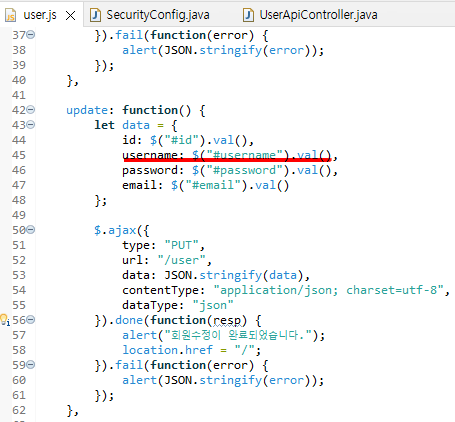 user.js SecurityConfig.java UserApiController.java
37 }).fail(function(error) {
38 alert(JSON.stringify(error));
39 });
40 },
41
42 update: function() {
43 let data = {
44 id: $("#id").val(),
45 username: $("#username").val(),
46 password: $("#password").val(),
47 email: $("#email").val()
48 };
49
50 $.ajax({
51 type: "PUT",
52 url: "/user",
53 data: JSON.stringify(data),
54 contentType: "application/json; charset=utf-8",
55 dataType: "json"
56 }).done(function(resp) {
57 alert("회원수정이 완료되었습니다.");
58 location.href = "/";
59 }).fail(function(error) {
60 alert(JSON.stringify(error));
61 });
62 },